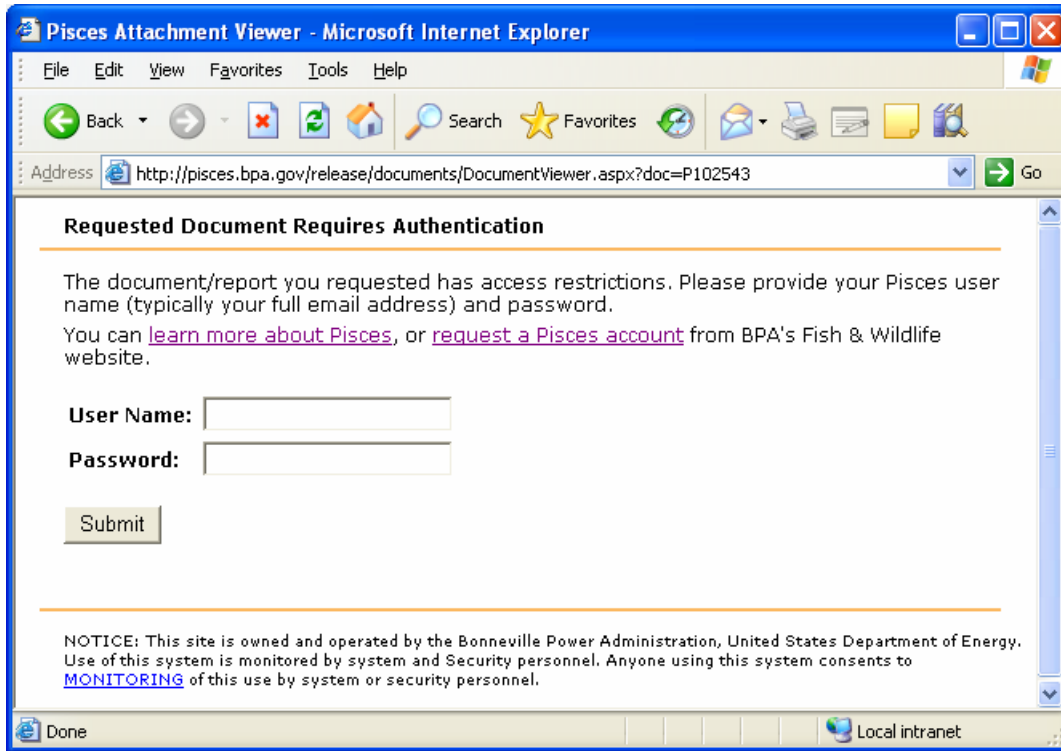 Pisces Attachment Viewer - Microsoft Internet Explorer
File Edit View Favorites Tools Help
Back Search Favorites
Address http://pisces.bpa.gov/release/documents/DocumentViewer.aspx?doc=P102543 Go
Requested Document Requires Authentication
The document/report you requested has access restrictions. Please provide your Pisces user
name (typically your full email address) and password.
You can learn more about Pisces, or request a Pisces account from BPA's Fish & Wildlife
website.
User Name:
Password:
Submit
NOTICE: This site is owned and operated by the Bonneville Power Administration, United States Department of Energy.
Use of this system is monitored by system and Security personnel. Anyone using this system consents to
MONITORING of this use by system or security personnel.
Done Local intranet